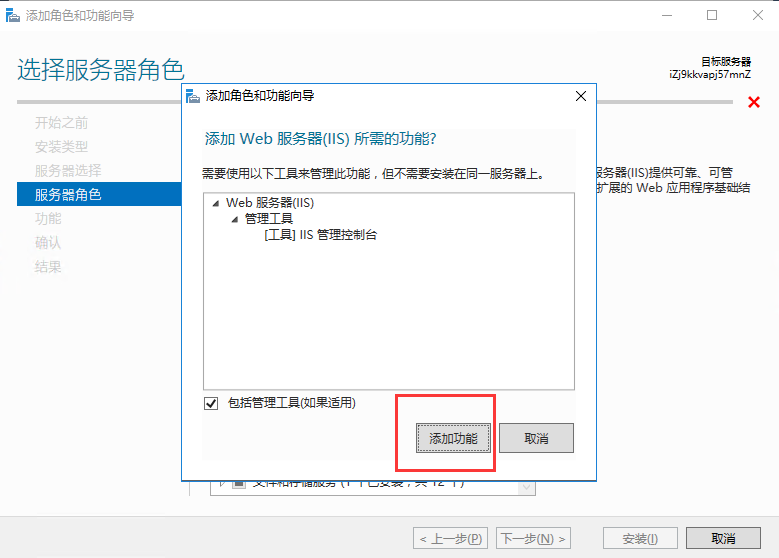 添加角色和功能向导
选择服务器角色
目标服务器
iZj9kkvapj57mnZ
开始之前
安装类型
服务器选择
服务器角色
功能
确认
结果
服务器(IIS)提供可靠、可管
扩展的 Web 应用程序基础结
添加角色和功能向导
添加 Web 服务器(IIS) 所需的功能?
需要使用以下工具来管理此功能，但不需要安装在同一服务器上。
Web 服务器(IIS)
管理工具
[工具] IIS 管理控制台
包括管理工具(如果适用)
添加功能
取消
文件和存储服务 (1 个已安装，共 12 个)
< 上一步(P)
下一步(N) >
安装(I)
取消